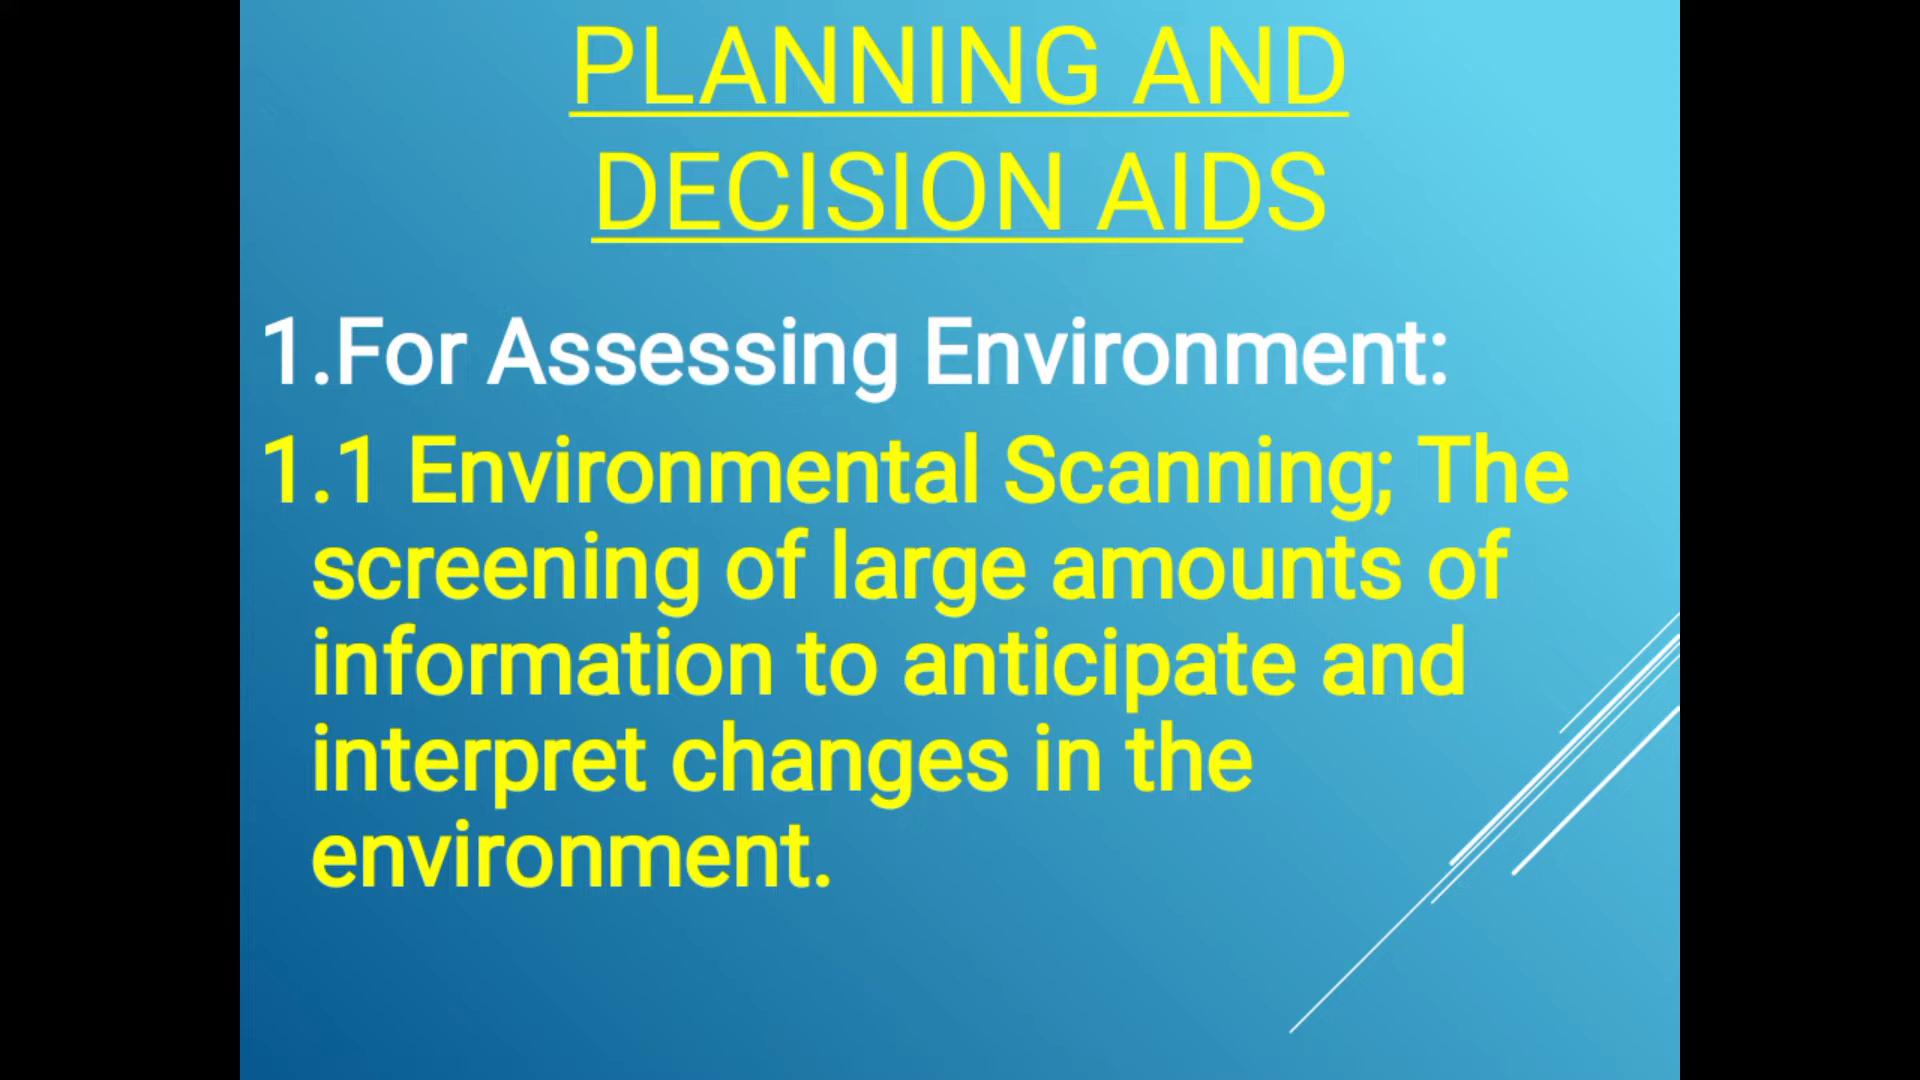 PLANNING AND
DECISION AIDS
1.For Assessing Environment:
1.1 Environmental Scanning; The
screening of large amounts of
information to anticipate and
interpret changes in the
environment.